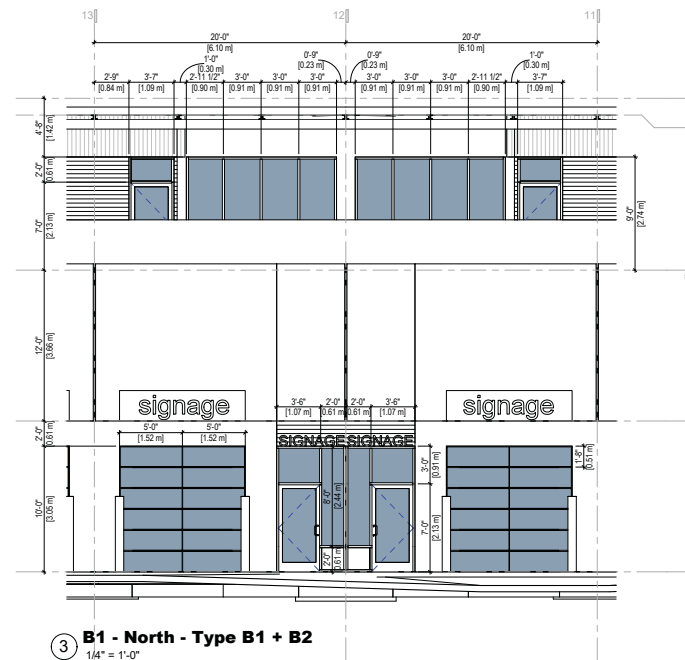 13 12 11
20'-0" 20'-0"
[6.10 m] [6.10 m]
1'-0" 0'-9" 0'-9" 1'-0"
[0.30 m] [0.23 m] [0.23 m] [0.30 m]
2'-9" 3'-7" 2'-11 1/2" 3'-0" 3'-0" 3'-0" 3'-0" 3'-0" 3'-0" 2'-11 1/2" 3'-7"
[0.84 m] [1.09 m] [0.90 m] [0.91 m] [0.91 m] [0.91 m] [0.91 m] [0.91 m] [0.91 m] [0.90 m] [1.09 m]
4'-8"
[1.42 m]
2'-0"
[0.61 m]
7'-0"
[2.13 m]
9'-0"
[2.74 m]
12'-0"
[3.66 m]
signage signage
3'-6" 2'-0" 2'-0" 3'-6"
[1.07 m] [0.61 m] [0.61 m] [1.07 m]
2'-0"
[0.61 m]
5'-0" 5'-0"
[1.52 m] [1.52 m]
SIGNAGE SIGNAGE
3'-0"
[0.91 m]
1'-8"
[0.51 m]
10'-0"
[3.05 m]
8'-0"
[2.44 m]
7'-0"
[2.13 m]
2'-0"
[0.61 m]
3 B1 - North - Type B1 + B2
1/4" = 1'-0"